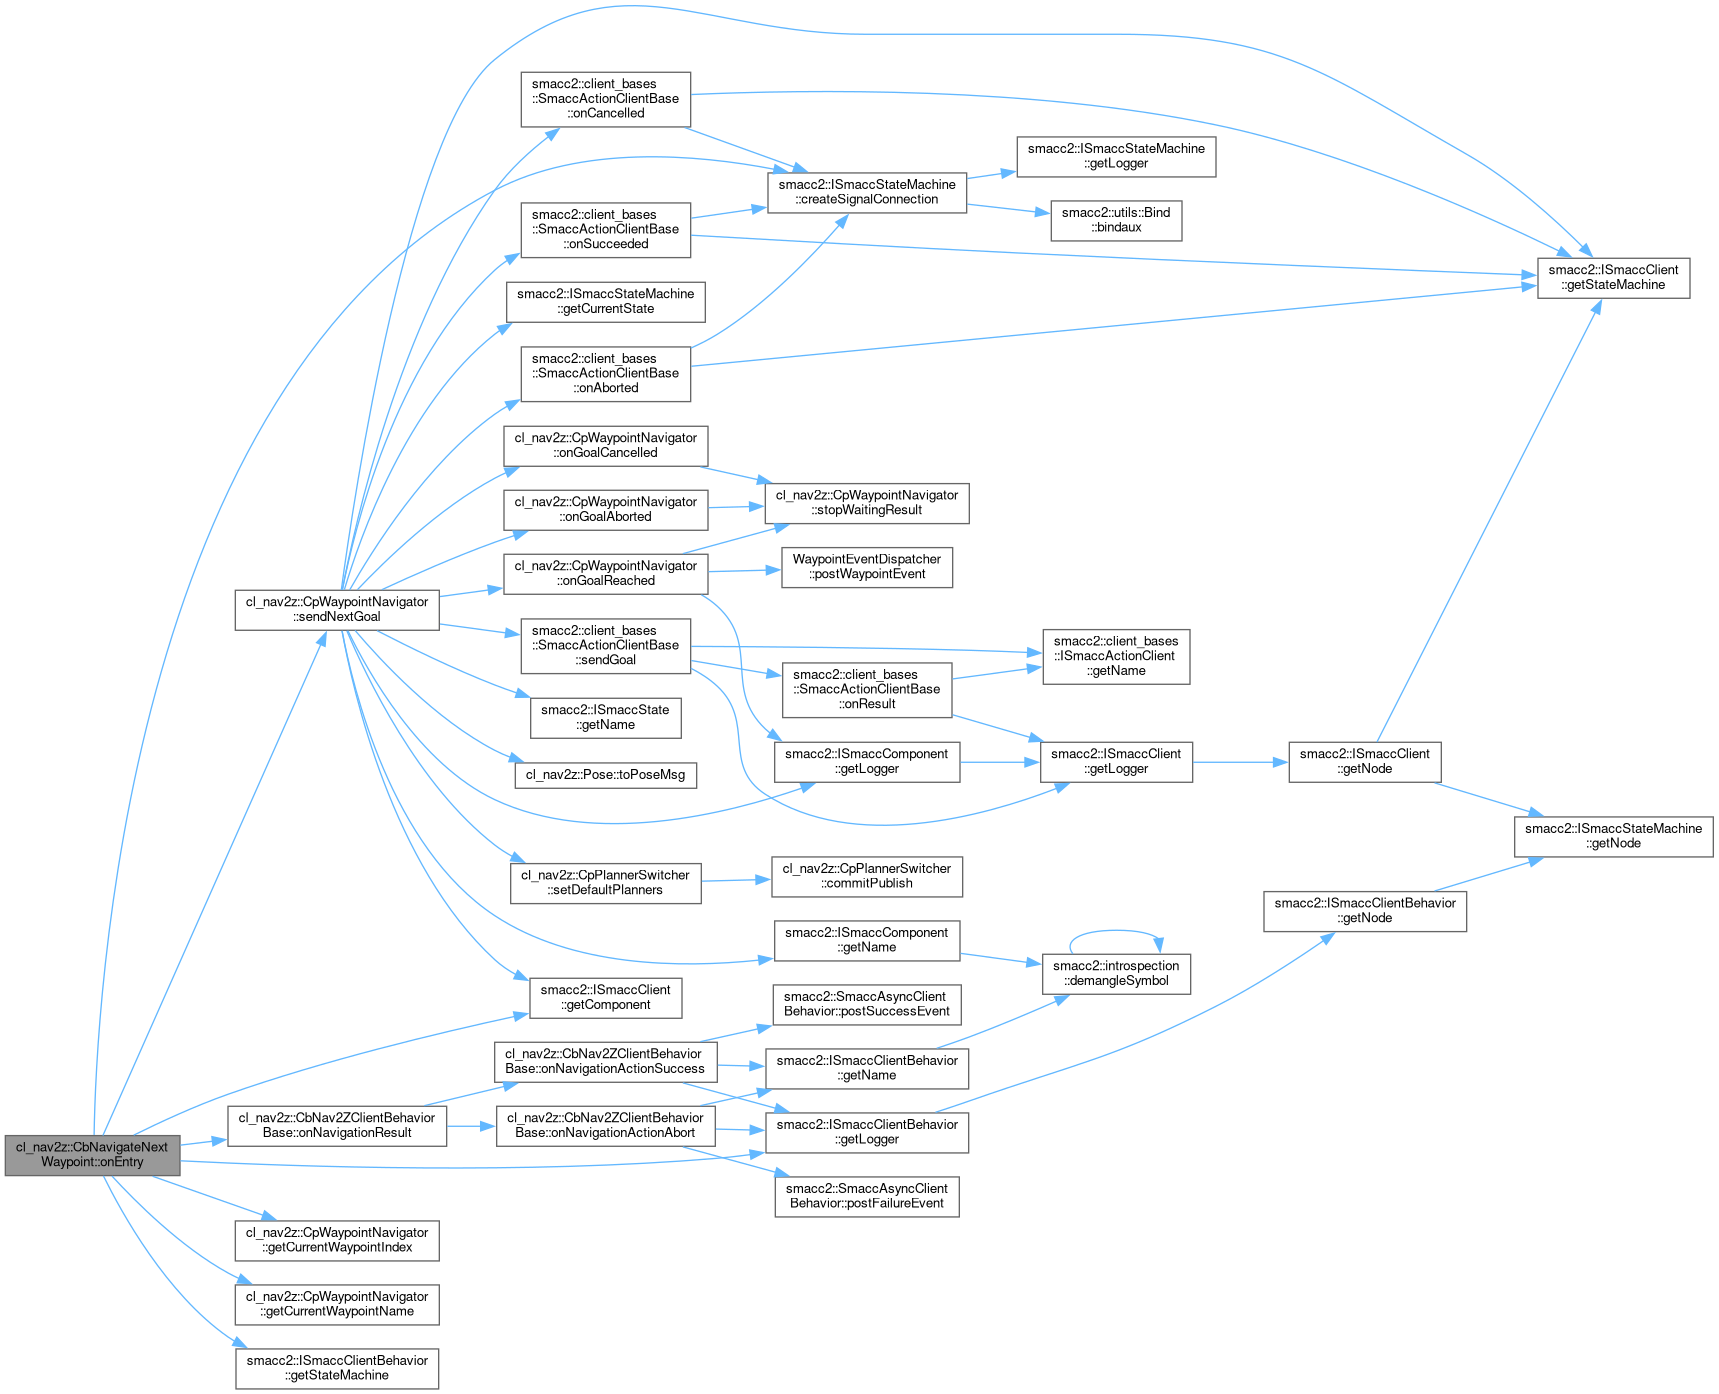 smacc2::client_bases
::SmaccActionClientBase
::onCancelled
smacc2::ISmaccStateMachine
::getLogger
smacc2::ISmaccStateMachine
::createSignalConnection
smacc2::utils::Bind
::bindaux
smacc2::client_bases
::SmaccActionClientBase
::onSucceeded
smacc2::ISmaccClient
::getStateMachine
smacc2::ISmaccStateMachine
::getCurrentState
smacc2::client_bases
::SmaccActionClientBase
::onAborted
cl_nav2z::CpWaypointNavigator
::onGoalCancelled
cl_nav2z::CpWaypointNavigator
::stopWaitingResult
cl_nav2z::CpWaypointNavigator
::onGoalAborted
cl_nav2z::CpWaypointNavigator
::onGoalReached
WaypointEventDispatcher
::postWaypointEvent
cl_nav2z::CpWaypointNavigator
::sendNextGoal
smacc2::client_bases
::SmaccActionClientBase
::sendGoal
smacc2::client_bases
::ISmaccActionClient
::getName
smacc2::client_bases
::SmaccActionClientBase
::onResult
smacc2::ISmaccState
::getName
cl_nav2z::Pose::toPoseMsg
smacc2::ISmaccComponent
::getLogger
smacc2::ISmaccClient
::getLogger
smacc2::ISmaccClient
::getNode
smacc2::ISmaccStateMachine
::getNode
cl_nav2z::CpPlannerSwitcher
::setDefaultPlanners
cl_nav2z::CpPlannerSwitcher
::commitPublish
smacc2::ISmaccClientBehavior
::getNode
smacc2::ISmaccComponent
::getName
smacc2::introspection
::demangleSymbol
smacc2::ISmaccClient
::getComponent
smacc2::SmaccAsyncClient
Behavior::postSuccessEvent
cl_nav2z::CbNav2ZClientBehavior
Base::onNavigationActionSuccess
smacc2::ISmaccClientBehavior
::getName
cl_nav2z::CbNav2ZClientBehavior
Base::onNavigationResult
cl_nav2z::CbNav2ZClientBehavior
Base::onNavigationActionAbort
smacc2::ISmaccClientBehavior
::getLogger
cl_nav2z::CbNavigateNext
Waypoint::onEntry
smacc2::SmaccAsyncClient
Behavior::postFailureEvent
cl_nav2z::CpWaypointNavigator
::getCurrentWaypointIndex
cl_nav2z::CpWaypointNavigator
::getCurrentWaypointName
smacc2::ISmaccClientBehavior
::getStateMachine